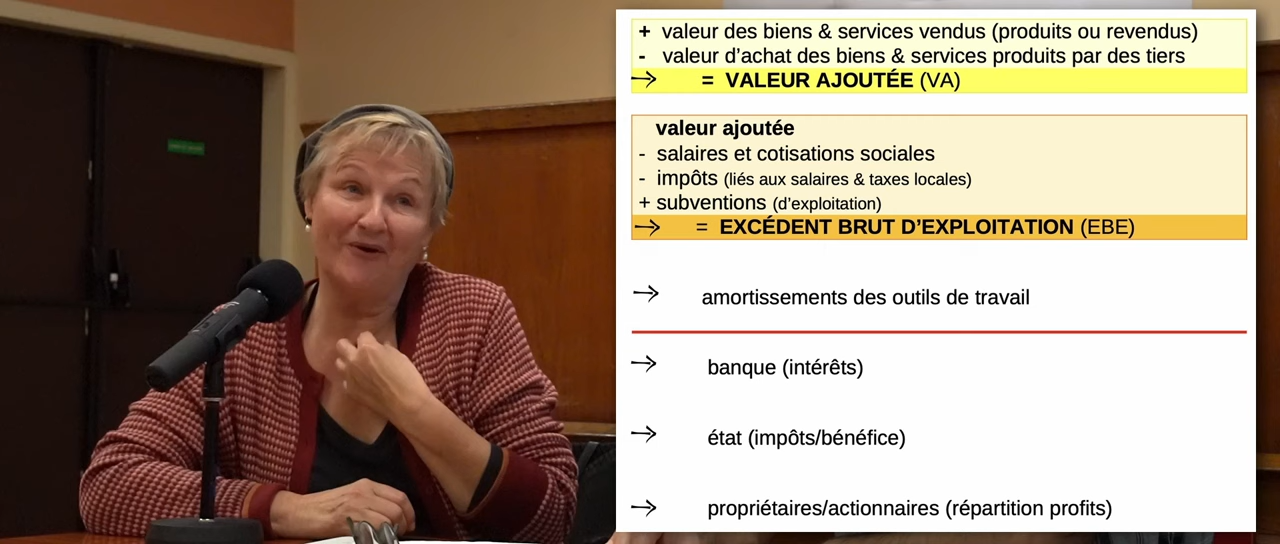 + valeur des biens & services vendus (produits ou revendus)
- valeur d’achat des biens & services produits par des tiers
→ = VALEUR AJOUTÉE (VA)
valeur ajoutée
- salaires et cotisations sociales
- impôts (liés aux salaires & taxes locales)
+ subventions (d’exploitation)
→ = EXCÉDENT BRUT D’EXPLOITATION (EBE)
→ amortissements des outils de travail
→ banque (intérêts)
→ état (impôts/bénéfice)
→ propriétaires/actionnaires (répartition profits)